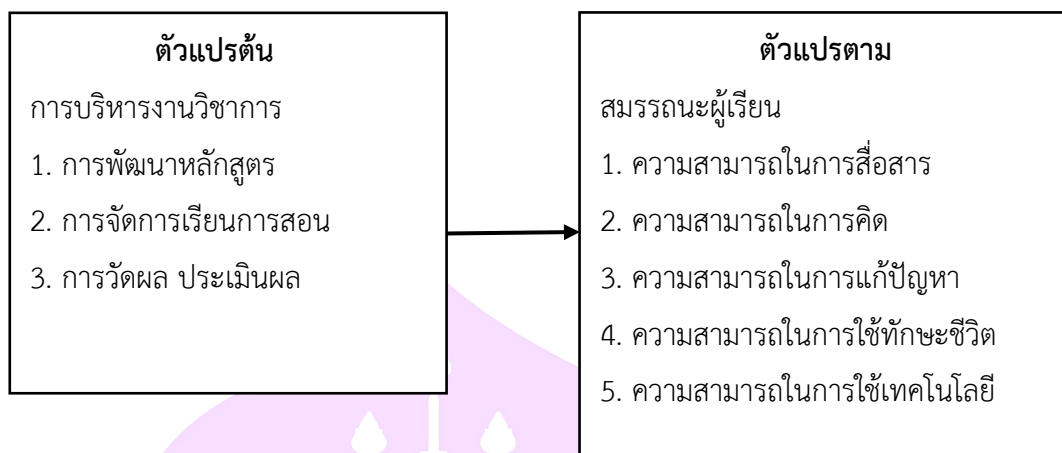 ตัวแปรต้น
การบริหารงานวิชาการ
1. การพัฒนาหลักสูตร
2. การจัดการเรียนการสอน
3. การวัดผล ประเมินผล
ตัวแปรตาม
สมรรถนะผู้เรียน
1. ความสามารถในการสื่อสาร
2. ความสามารถในการคิด
3. ความสามารถในการแก้ปัญหา
4. ความสามารถในการใช้ทักษะชีวิต
5. ความสามารถในการใช้เทคโนโลยี